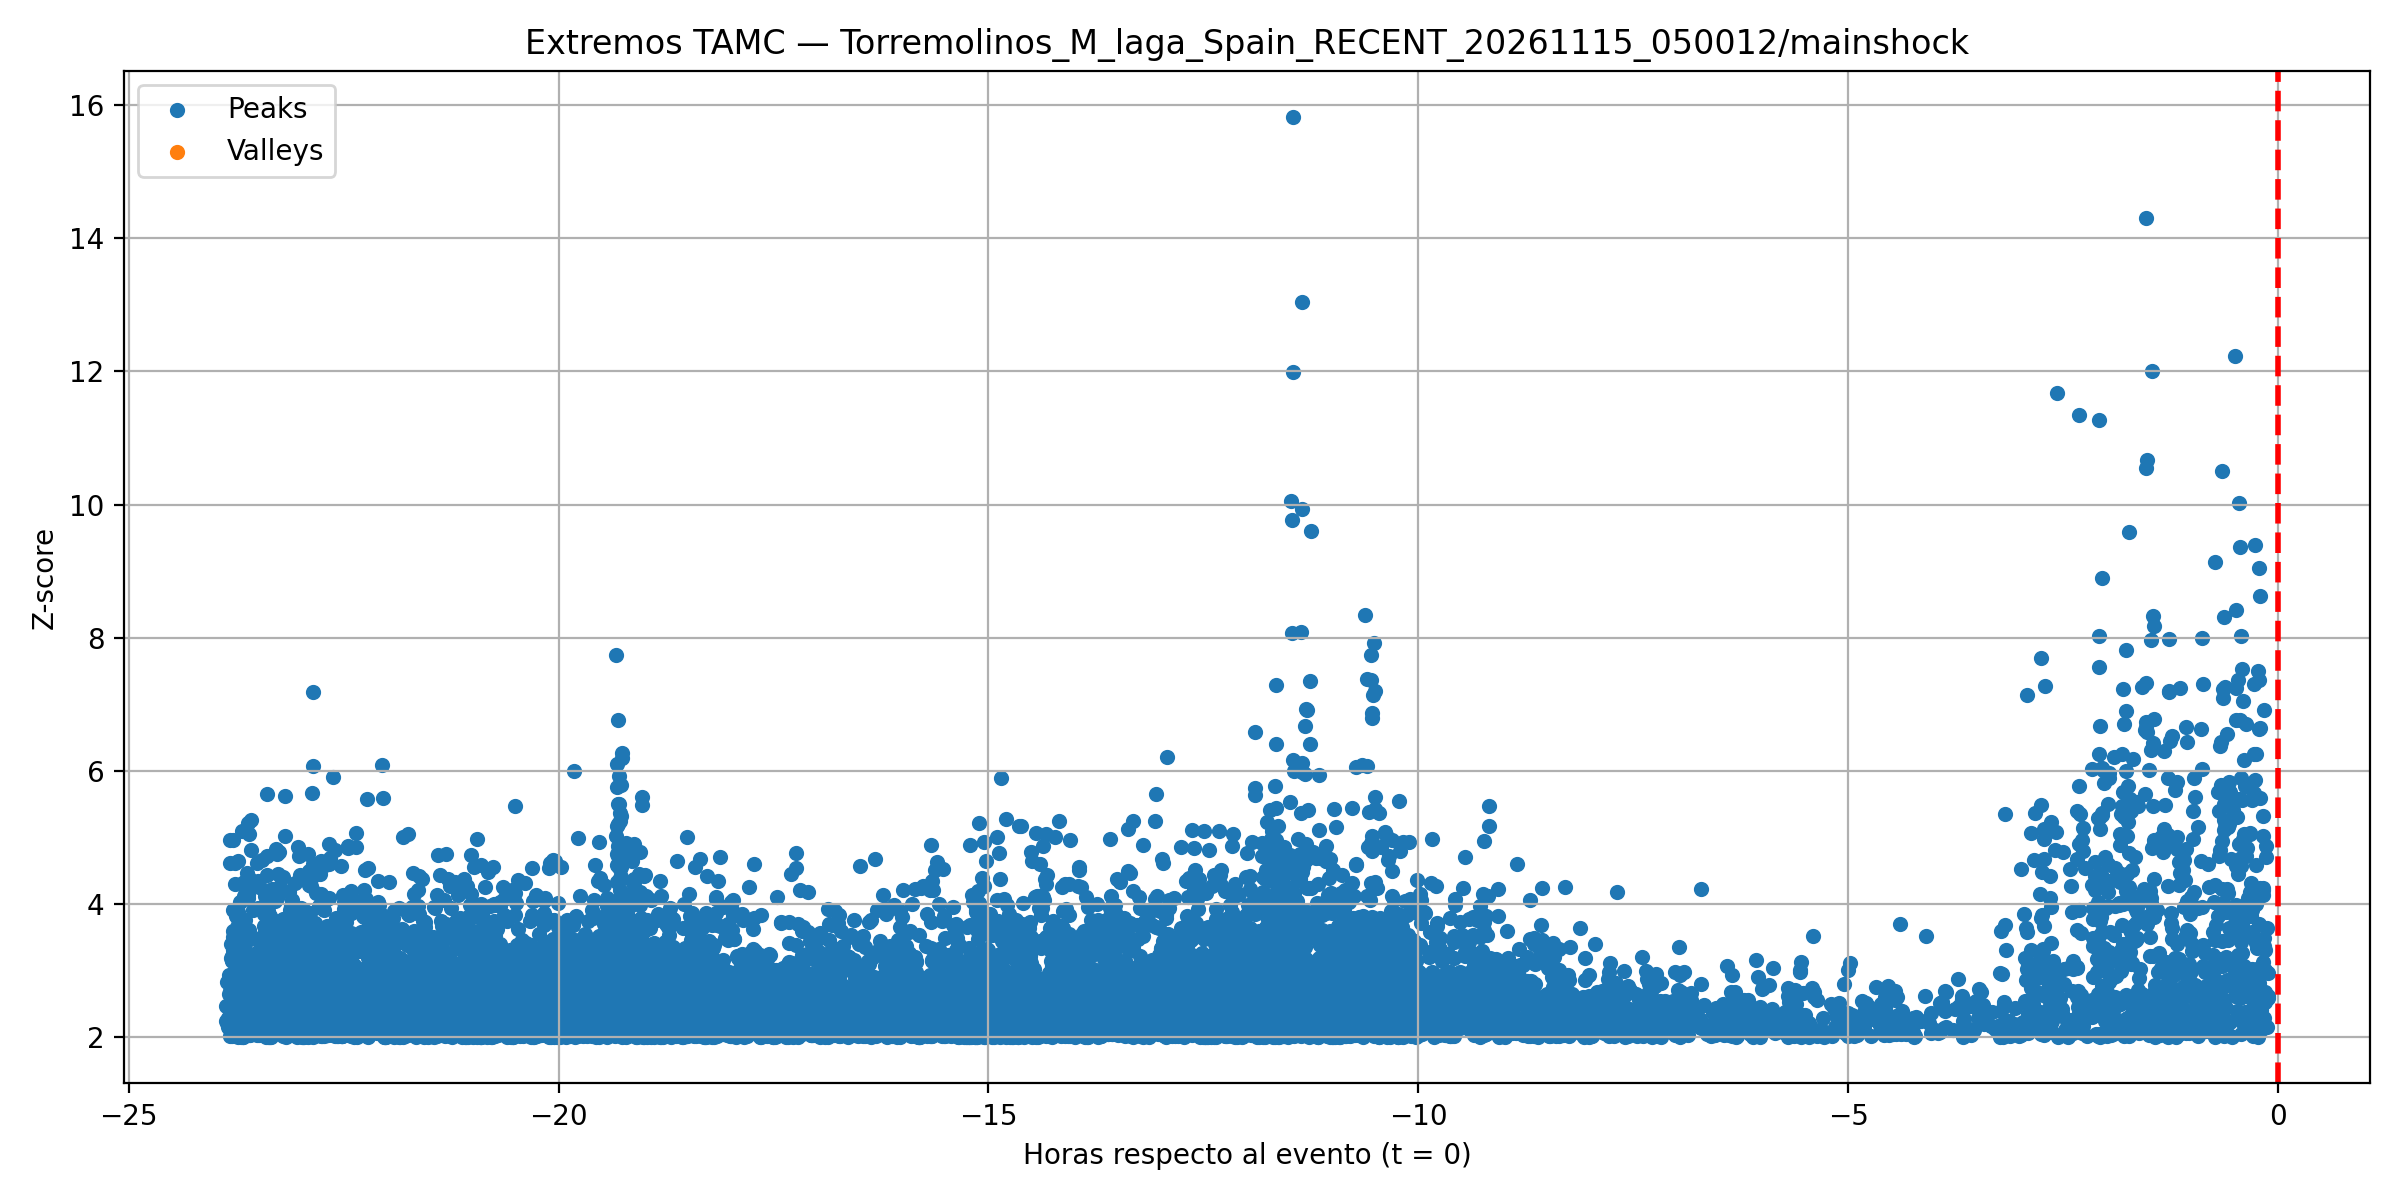 Extremos TAMC — Torremolinos_M_laga_Spain_RECENT_20261115_050012/mainshock
Peaks
Valleys
Z-score
16
14
12
10
8
6
4
2
−25 −20 −15 −10 −5 0
Horas respecto al evento (t = 0)